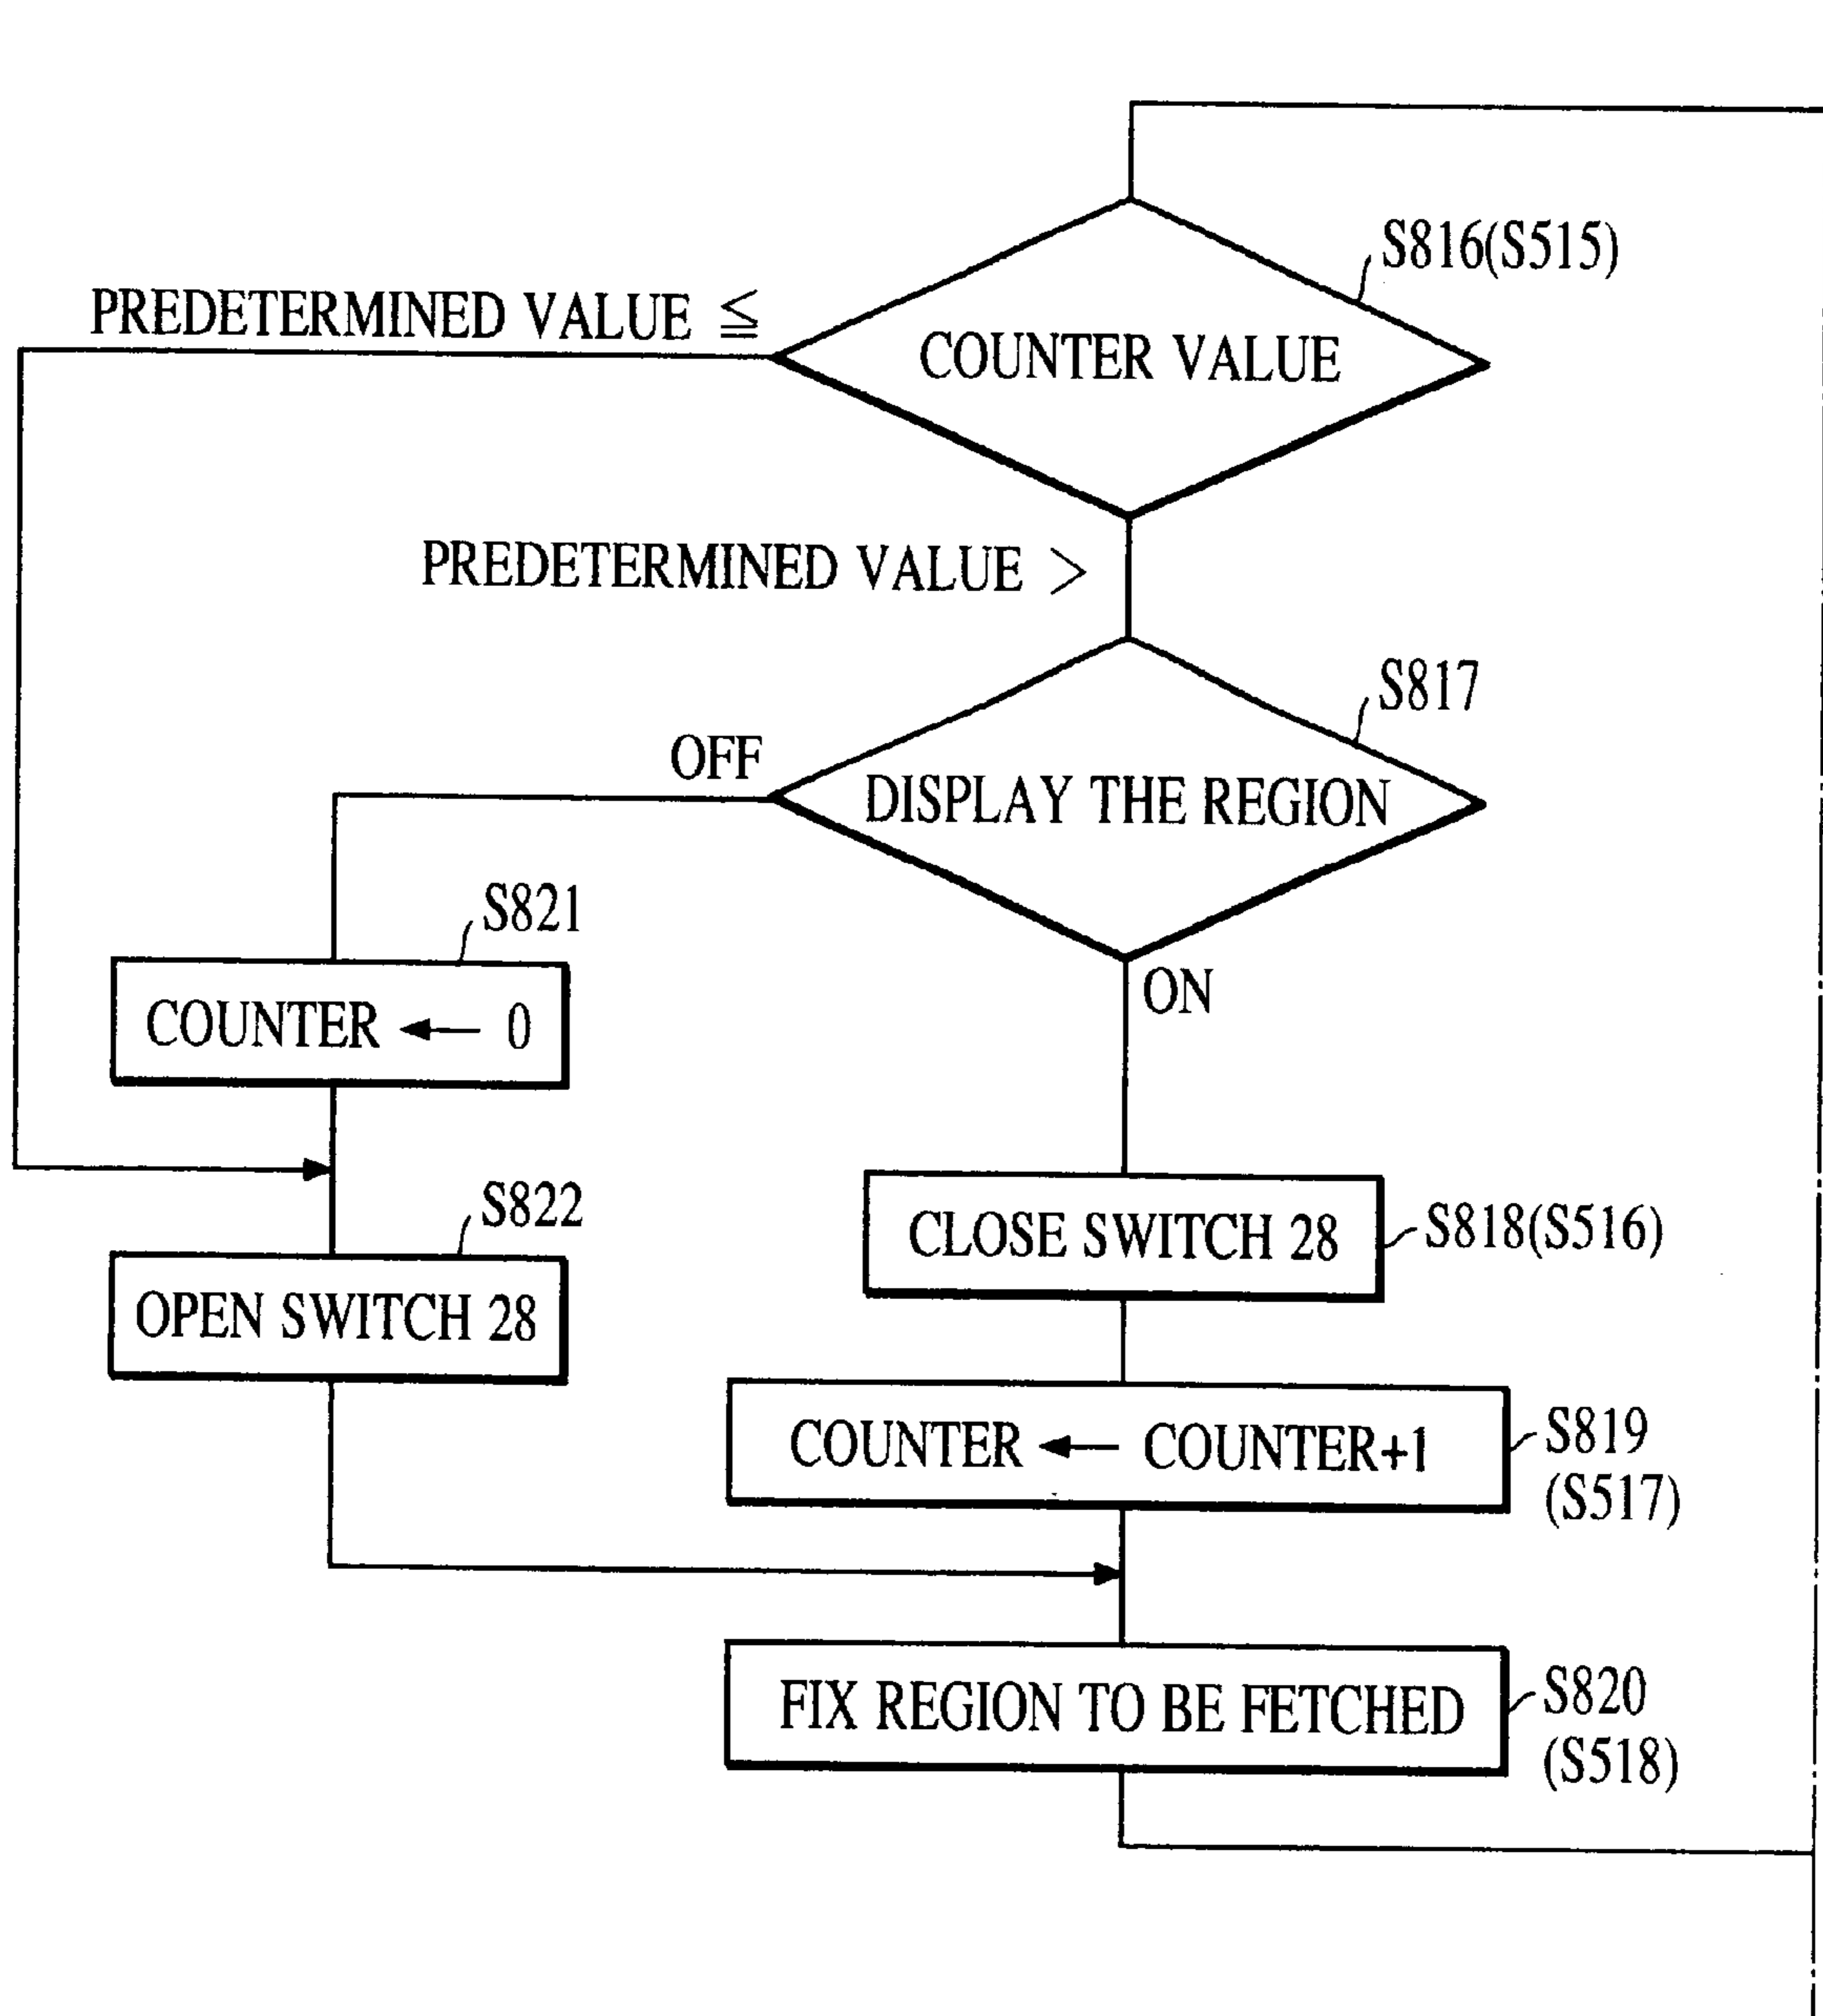 S816(S515)
PREDETERMINED VALUE ≦
COUNTER VALUE
PREDETERMINED VALUE >
S817
OFF
DISPLAY THE REGION
S821
ON
COUNTER ← 0
S822
CLOSE SWITCH 28
S818(S516)
OPEN SWITCH 28
COUNTER ← COUNTER+1
S819
(S517)
FIX REGION TO BE FETCHED
S820
(S518)